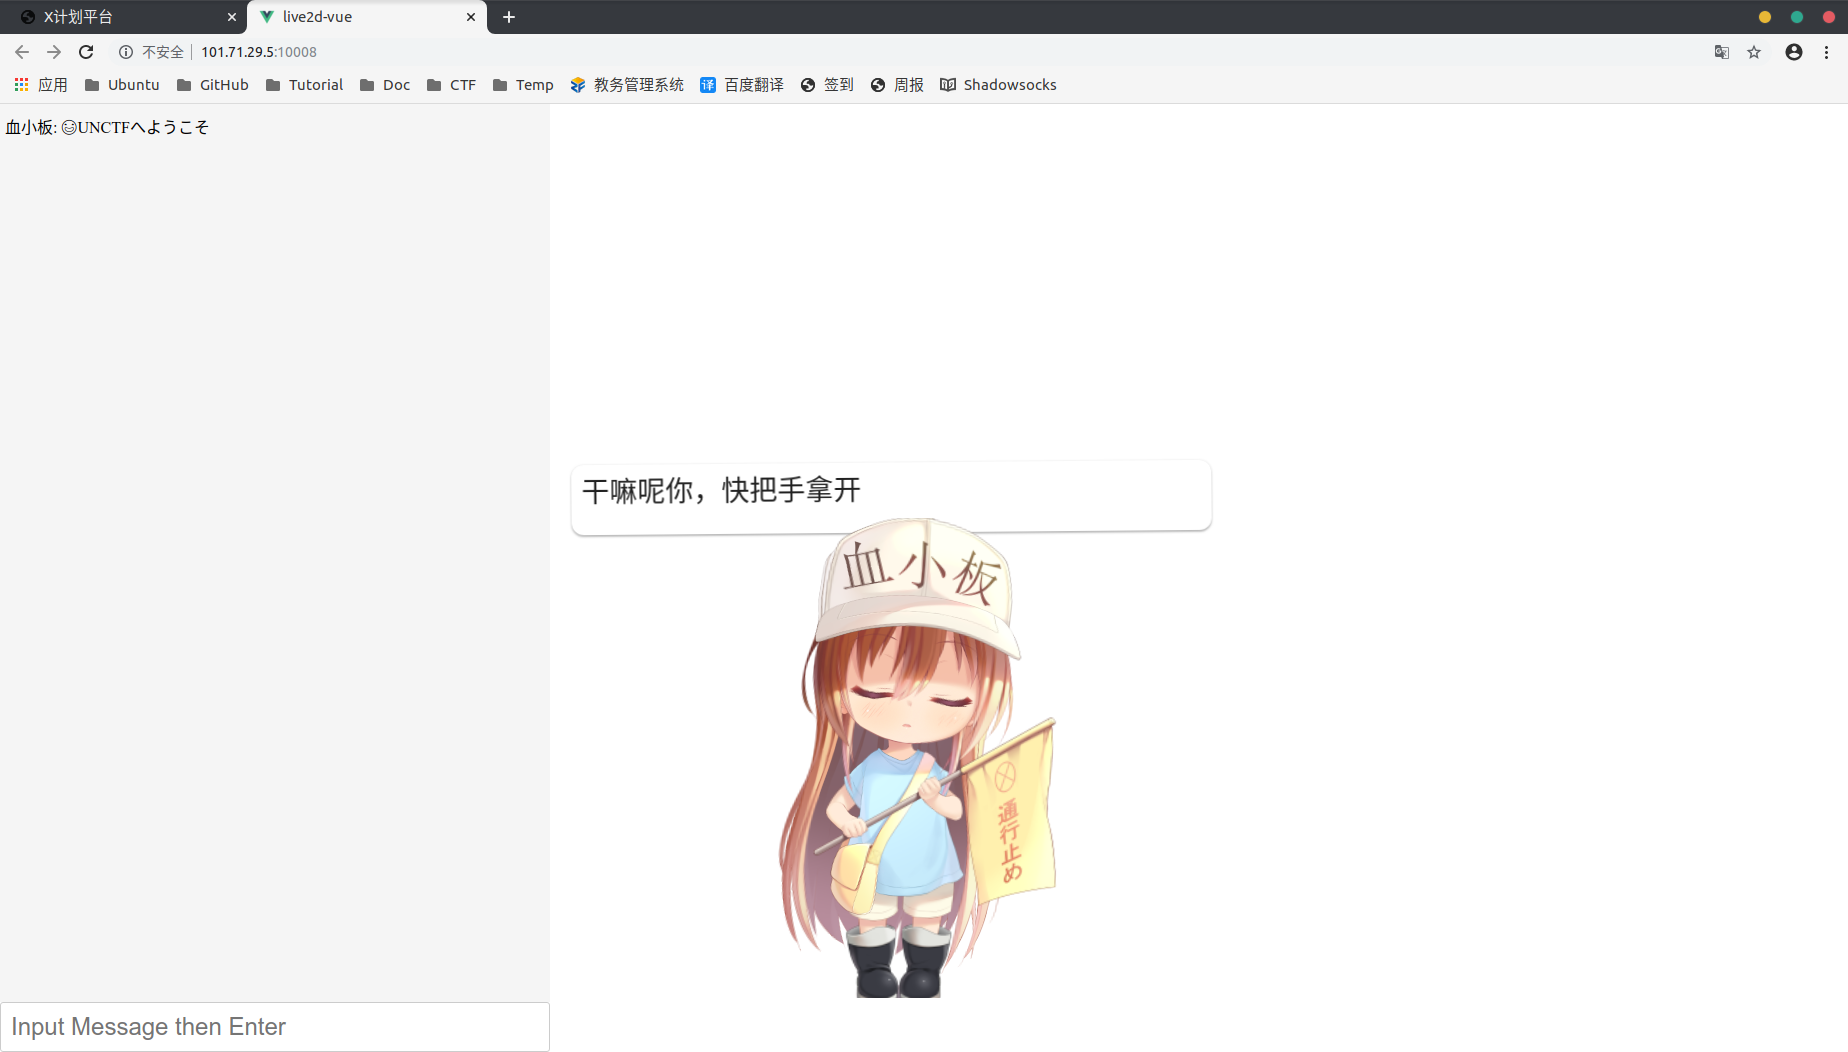 X计划平台
live2d-vue
不安全 101.71.29.5:10008
应用 Ubuntu GitHub Tutorial Doc CTF Temp 教务管理系统 译 百度翻译 签到 周报 Shadowsocks
血小板: 😊UNCTFへようこそ
干嘛呢你，快把手拿开
血小板
通行止め
Input Message then Enter